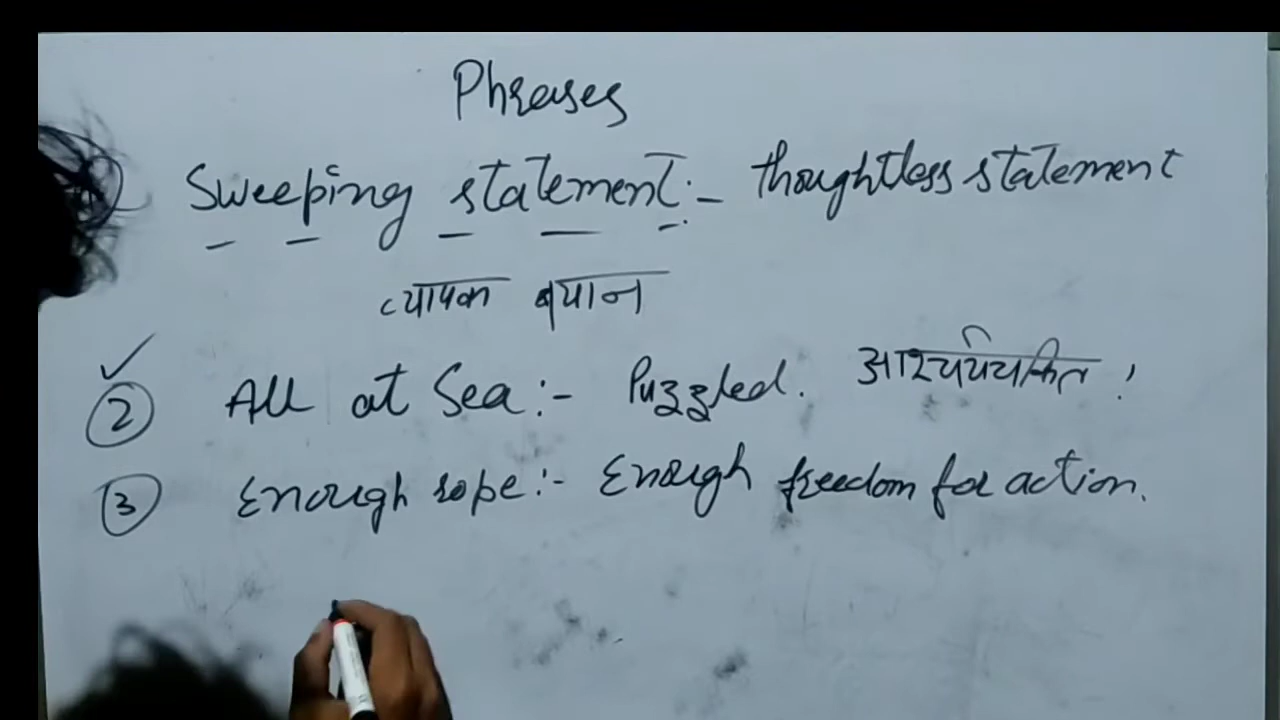 Phrases
Sweeping statement:- thoughtless statement
व्यापक बयान
② All at Sea:- Puzzled. आश्चर्यचकित !
③ Enough rope:- Enough freedom for action.